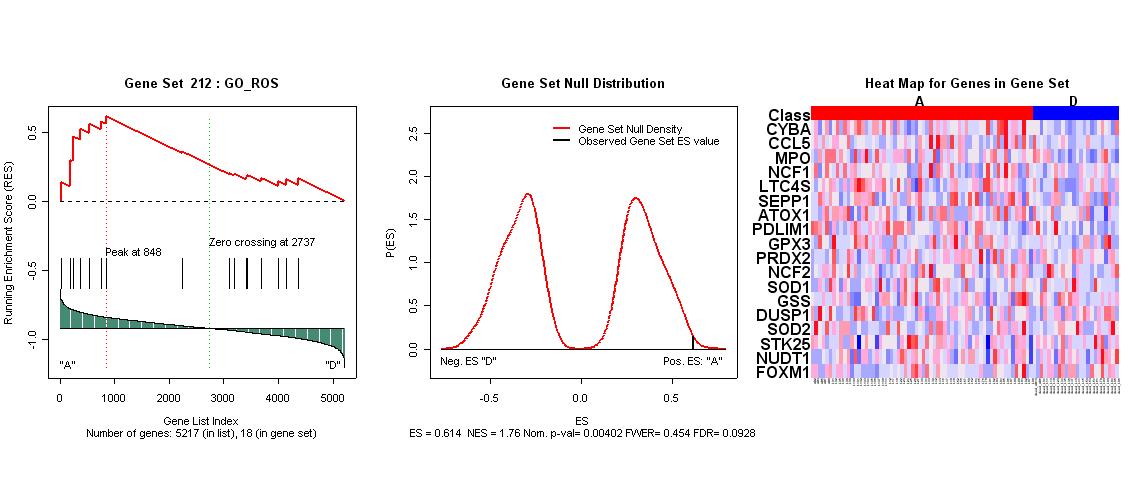 Gene Set 212 : GO_ROS
Running Enrichment Score (RES)
0.5
0.0
-0.5
-1.0
Peak at 848
Zero crossing at 2737
"A"
"D"
0 1000 2000 3000 4000 5000
Gene List Index
Number of genes: 5217 (in list), 18 (in gene set)
Gene Set Null Distribution
P(ES)
2.5
2.0
1.5
1.0
0.5
0.0
Gene Set Null Density
Observed Gene Set ES value
Neg. ES "D"
Pos. ES: "A"
-0.5 0.0 0.5
ES
ES = 0.614 NES = 1.76 Nom. p-val= 0.00402 FWER= 0.454 FDR= 0.0928
Heat Map for Genes in Gene Set
A D
Class
CYBA
CCL5
MPO
NCF1
LTC4S
SEPP1
ATOX1
PDLIM1
GPX3
PRDX2
NCF2
SOD1
GSS
DUSP1
SOD2
STK25
NUDT1
FOXM1